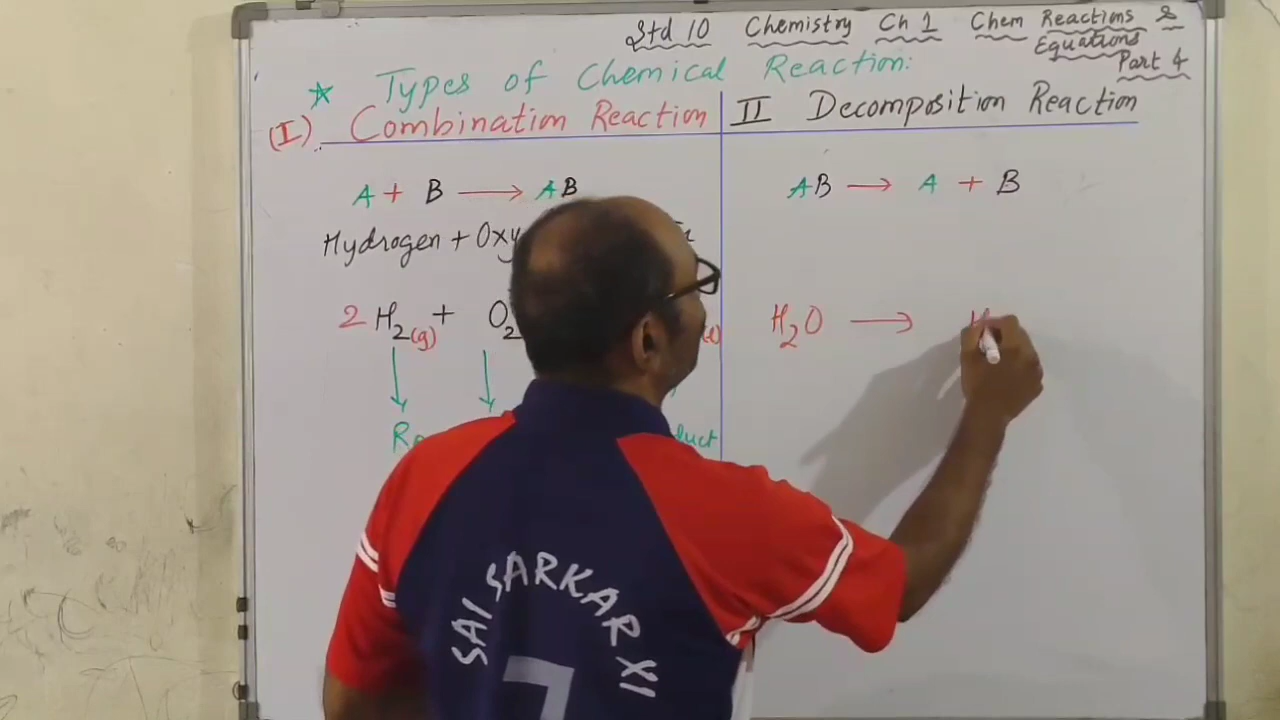 Std 10 Chemistry Ch 1 Chem Reactions &
Equations
Part 4
* Types of Chemical Reaction:
(I) Combination Reaction
A + B → AB
Hydrogen + Oxy
2 H2(g) + O2
(l)
duct
II Decomposition Reaction
AB → A + B
H2O → H
SAI SARKAR XI
7